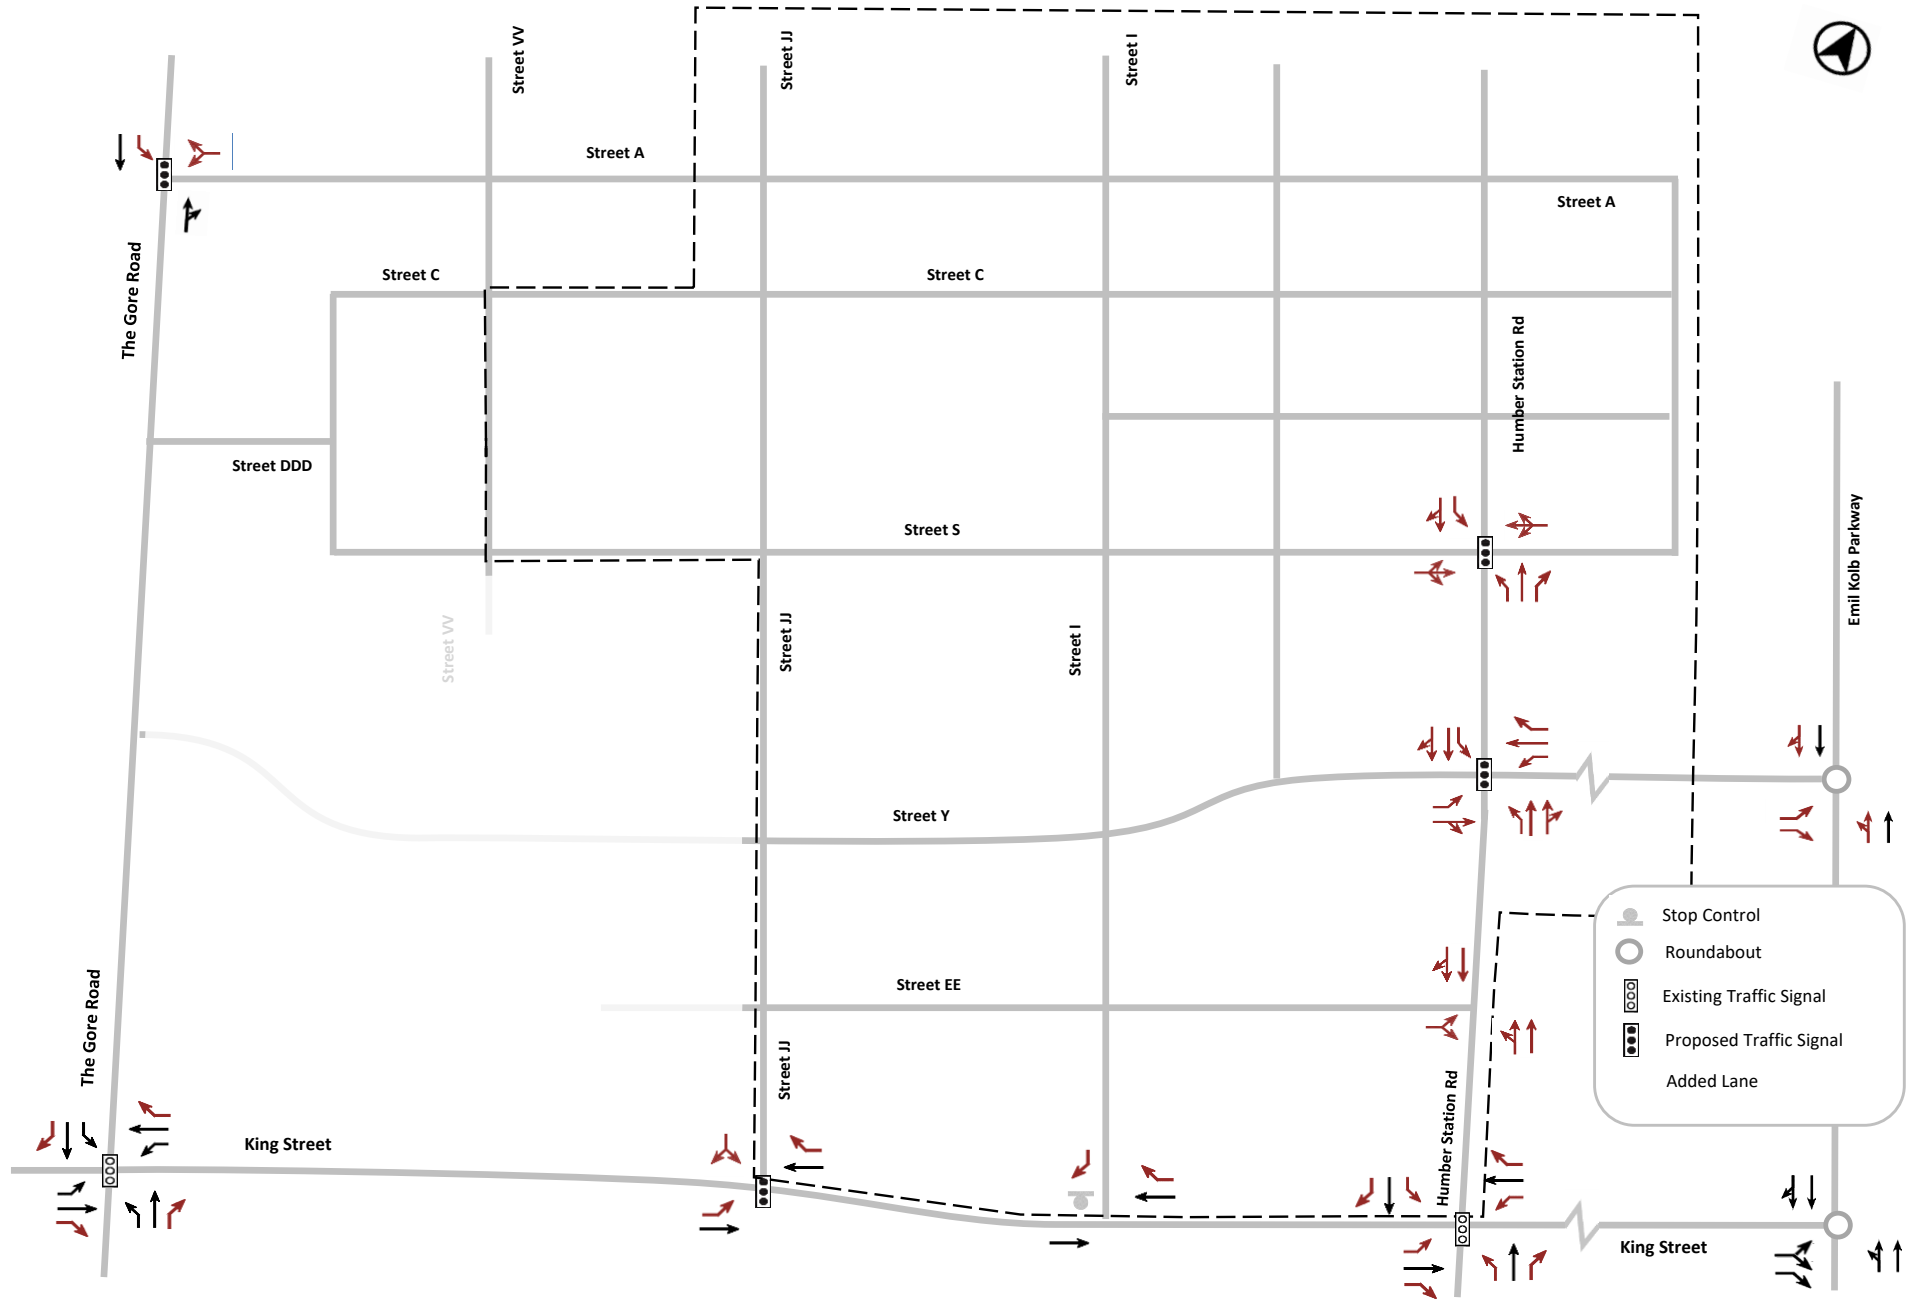 Street VV
Street JJ
Street I
Street A
Street A
The Gore Road
Street C
Street C
Humber Station Rd
Street DDD
Street S
Emil Kolb Parkway
Street VV
Street JJ
Street I
Street Y
Stop Control
Roundabout
Existing Traffic Signal
Proposed Traffic Signal
Added Lane
The Gore Road
Street EE
Street JJ
Humber Station Rd
King Street
King Street